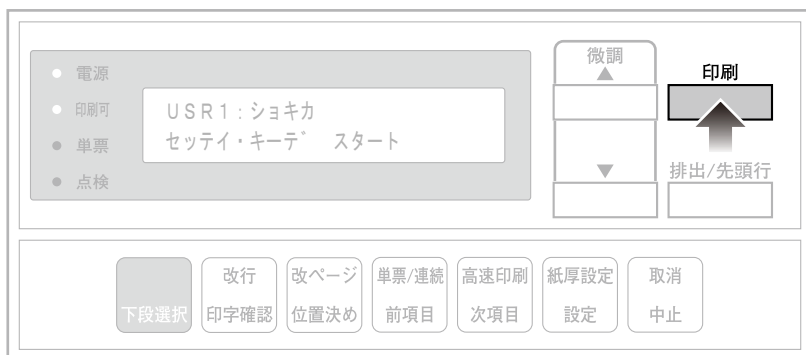 電源
印刷可
単票
点検
USR1:ショキカ
セッテイ・キーデ゛ スタート
微調
▲
▼
印刷
排出/先頭行
下段選択
改行
印字確認
改ページ
位置決め
単票/連続
前項目
高速印刷
次項目
紙厚設定
設定
取消
中止